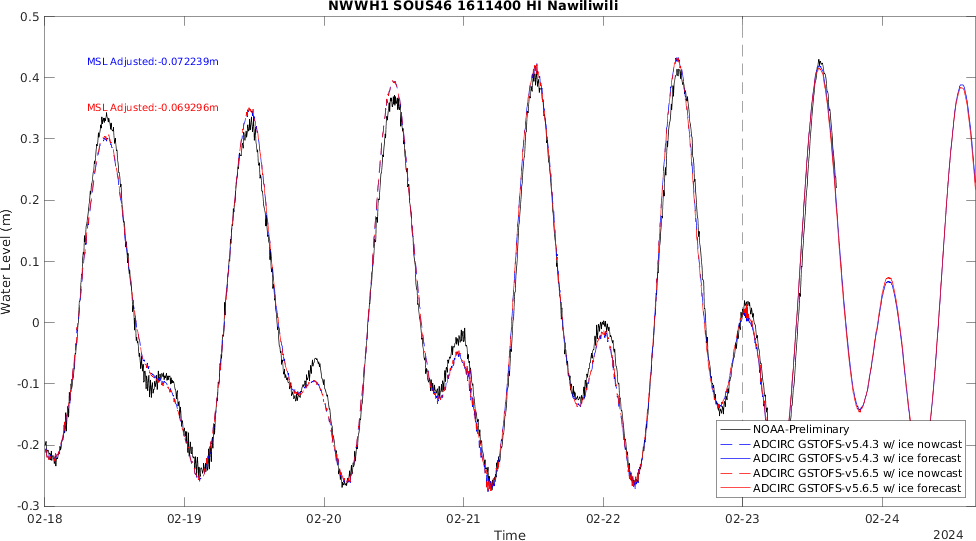 NWWH1 SOUS46 1611400 HI Nawiliwili
0.5
MSL Adjusted:-0.072239m
0.4
MSL Adjusted:-0.069296m
0.3
0.2
0.1
Water Level (m)
0
-0.1
-0.2
-0.3
NOAA-Preliminary
ADCIRC GSTOFS-v5.4.3 w/ ice nowcast
ADCIRC GSTOFS-v5.4.3 w/ ice forecast
ADCIRC GSTOFS-v5.6.5 w/ ice nowcast
ADCIRC GSTOFS-v5.6.5 w/ ice forecast
02-18 02-19 02-20 02-21 02-22 02-23 02-24
Time
2024